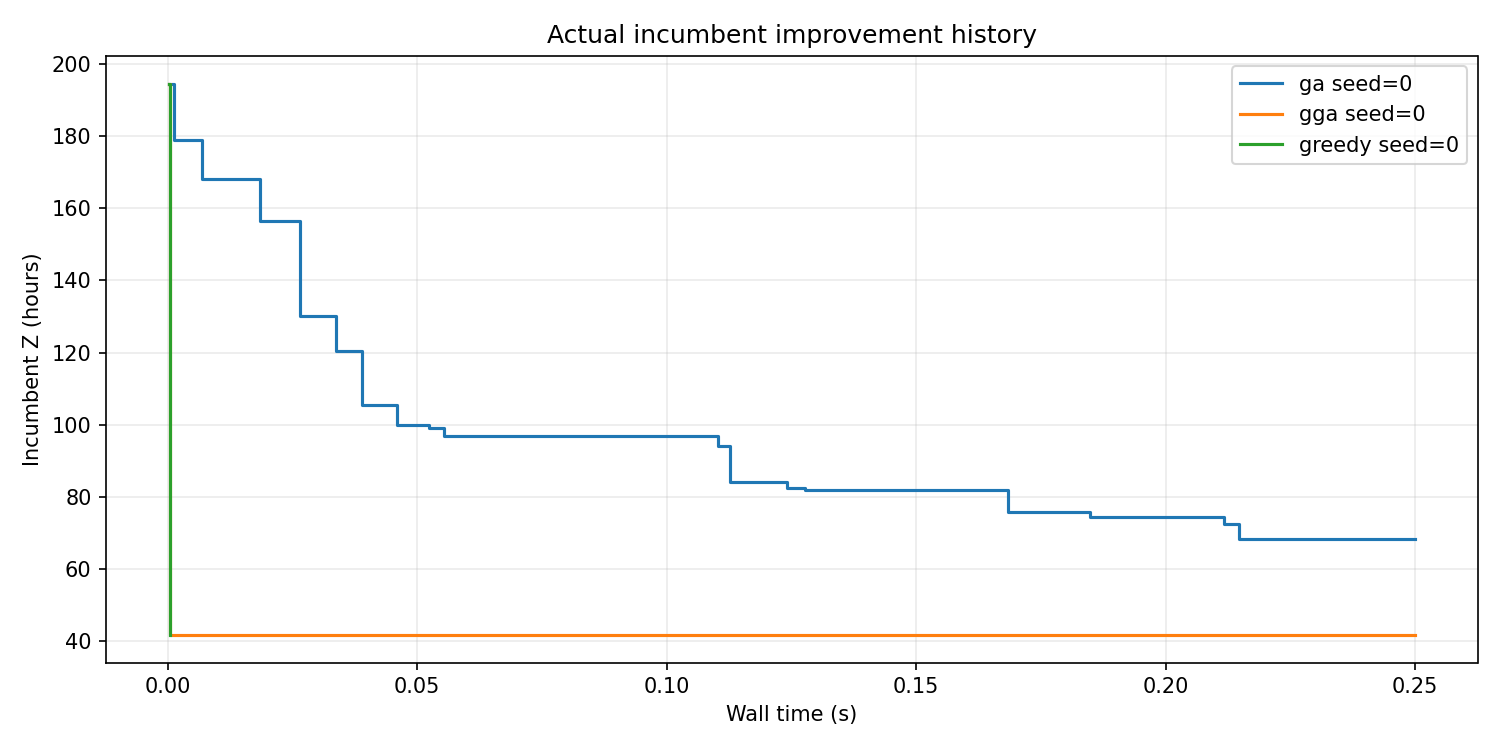 Actual incumbent improvement history
200
180
160
140
120
100
80
60
40
Incumbent Z (hours)
ga seed=0
gga seed=0
greedy seed=0
0.00 0.05 0.10 0.15 0.20 0.25
Wall time (s)